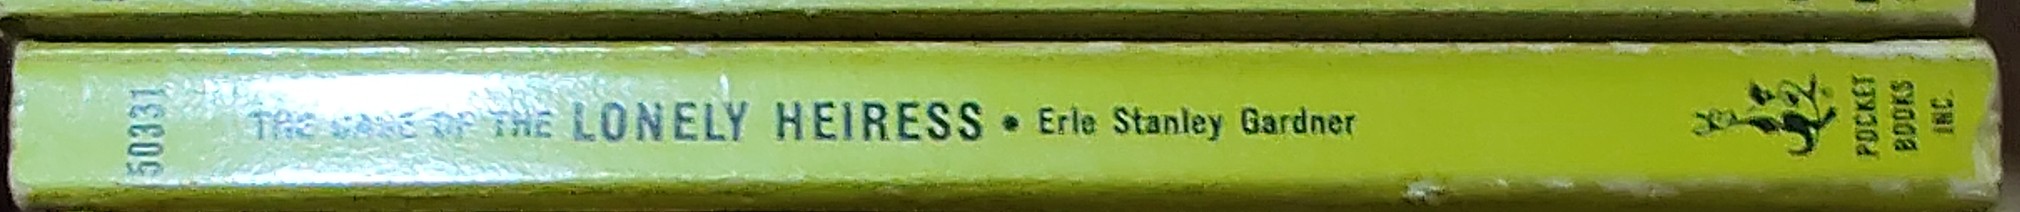 50331
THE CASE OF THE LONELY HEIRESS • Erle Stanley Gardner
POCKET
BOOKS
INC.